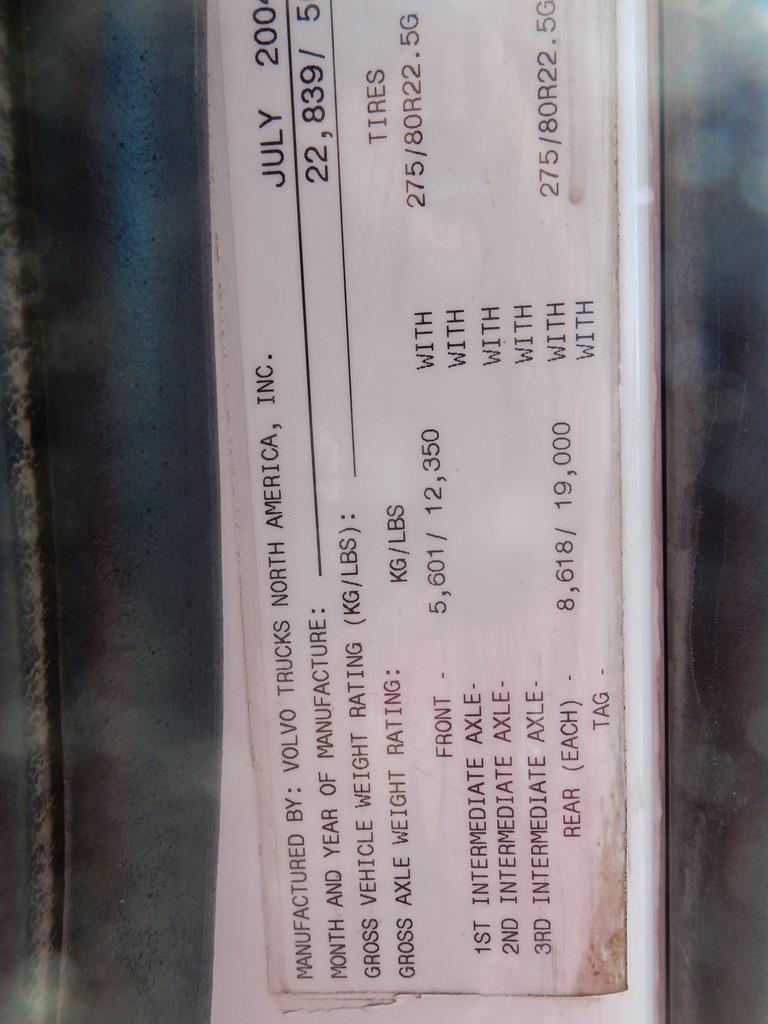 MANUFACTURED BY: VOLVO TRUCKS NORTH AMERICA, INC.
MONTH AND YEAR OF MANUFACTURE: JULY 2004
GROSS VEHICLE WEIGHT RATING (KG/LBS): 22,839/ 5
GROSS AXLE WEIGHT RATING: KG/LBS TIRES
FRONT - 5,601/ 12,350 WITH 275/80R22.5G
1ST INTERMEDIATE AXLE- WITH
2ND INTERMEDIATE AXLE- WITH
3RD INTERMEDIATE AXLE- WITH
REAR (EACH) - 8,618/ 19,000 WITH 275/80R22.5G
TAG - WITH